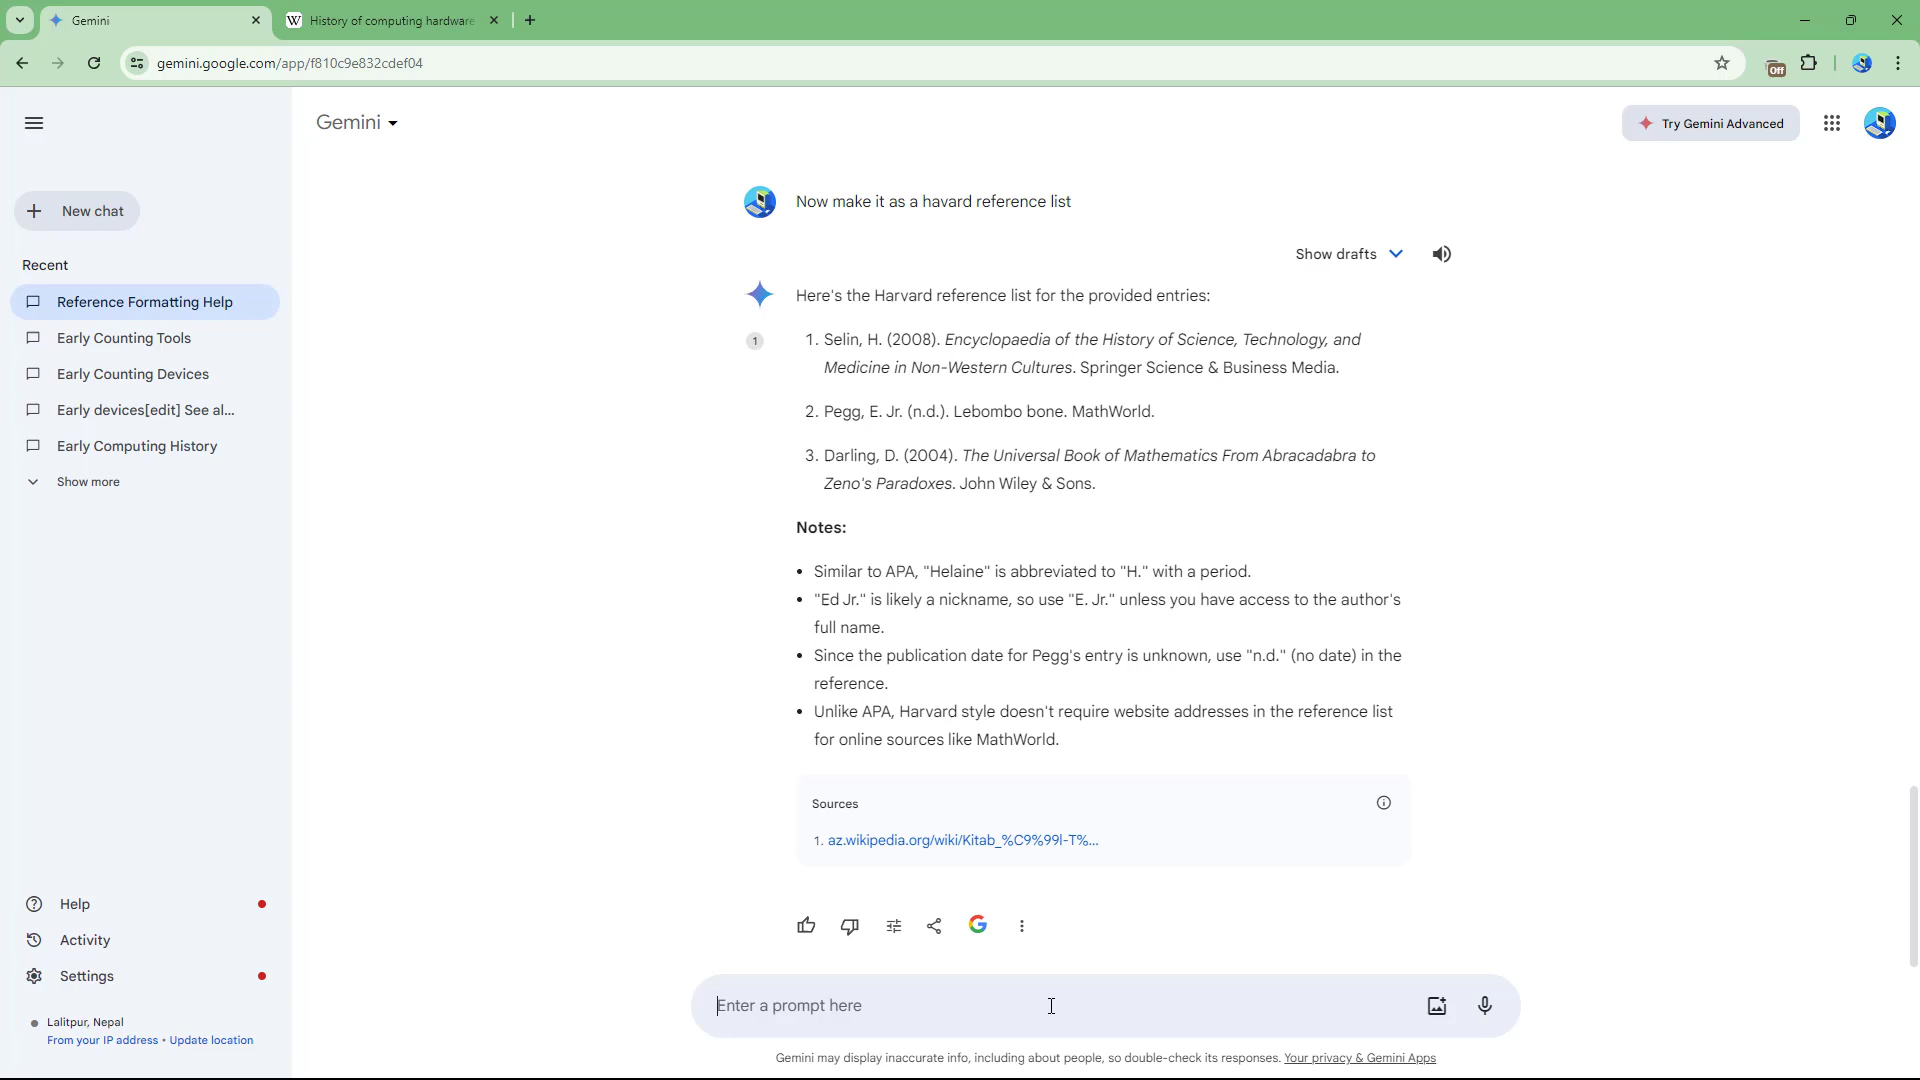 Gemini
History of computing hardware
gemini.google.com/app/f810c9e832cdef04
Off
Gemini
Try Gemini Advanced
New chat
Recent
Reference Formatting Help
Early Counting Tools
Early Counting Devices
Early devices[edit] See al...
Early Computing History
Show more
Now make it as a havard reference list
Show drafts
Here's the Harvard reference list for the provided entries:
1
1. Selin, H. (2008). Encyclopaedia of the History of Science, Technology, and
Medicine in Non-Western Cultures. Springer Science & Business Media.
2. Pegg, E. Jr. (n.d.). Lebombo bone. MathWorld.
3. Darling, D. (2004). The Universal Book of Mathematics From Abracadabra to
Zeno's Paradoxes. John Wiley & Sons.
Notes:
• Similar to APA, "Helaine" is abbreviated to "H." with a period.
• "Ed Jr." is likely a nickname, so use "E. Jr." unless you have access to the author's
full name.
• Since the publication date for Pegg's entry is unknown, use "n.d." (no date) in the
reference.
• Unlike APA, Harvard style doesn't require website addresses in the reference list
for online sources like MathWorld.
Sources
1. az.wikipedia.org/wiki/Kitab_%C9%99l-T%...
Help
Activity
Settings
Lalitpur, Nepal
From your IP address • Update location
Enter a prompt here
Gemini may display inaccurate info, including about people, so double-check its responses. Your privacy & Gemini Apps